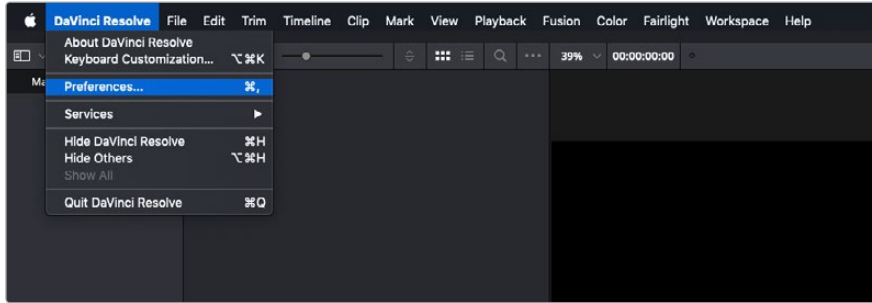 DaVinci Resolve File Edit Trim Timeline Clip Mark View Playback Fusion Color Fairlight Workspace Help
About DaVinci Resolve
Keyboard Customization... ⌥⌘K
39% 00:00:00:00
Ma
Preferences... ⌘,
Services ▶
Hide DaVinci Resolve ⌘H
Hide Others ⌥⌘H
Show All
Quit DaVinci Resolve ⌘Q